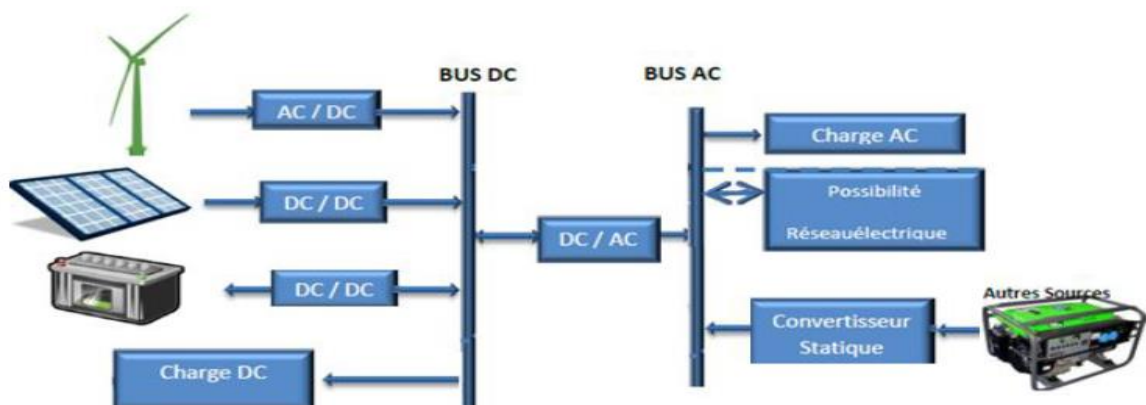 BUS DC
BUS AC
AC / DC
Charge AC
DC / DC
Possibilité
Réseauélectrique
DC / AC
DC / DC
Autres Sources
Convertisseur
Statique
Charge DC